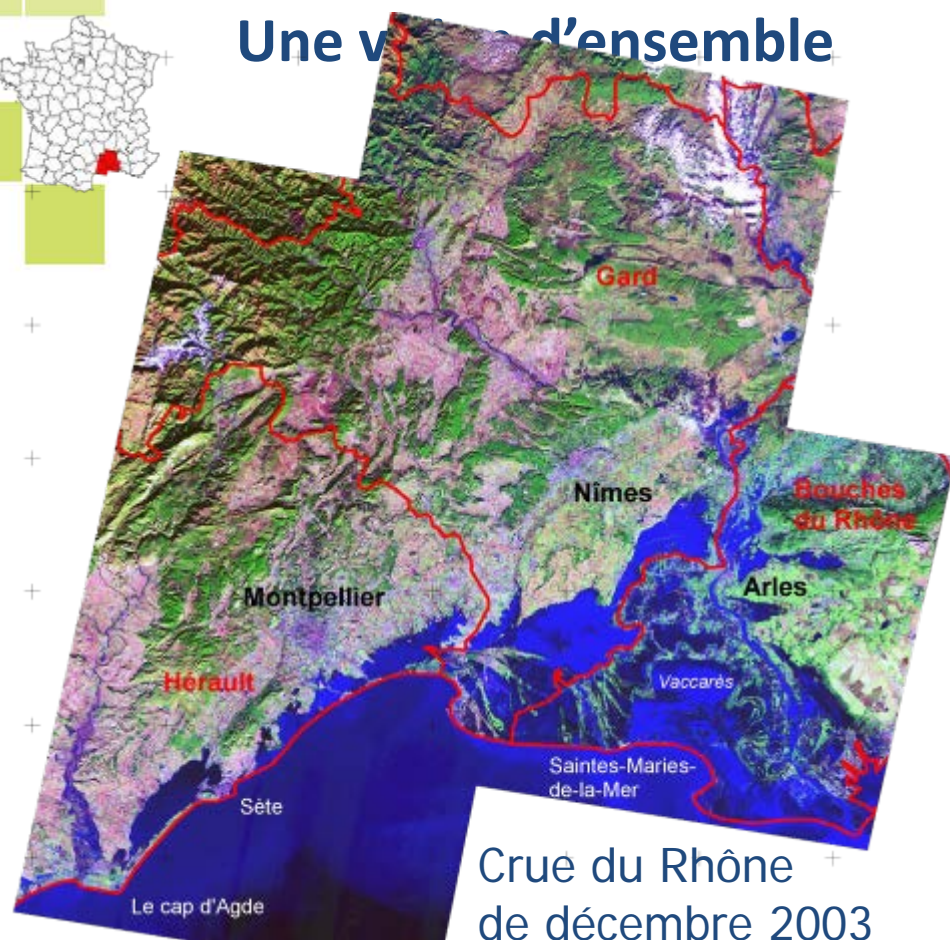 Une v d'ensemble
Gard
Nîmes
Bouches
du Rhône
Arles
Montpellier
Hérault
Vaccarès
Saintes-Maries-
de-la-Mer
Sète
Crue du Rhône
de décembre 2003
Le cap d'Agde